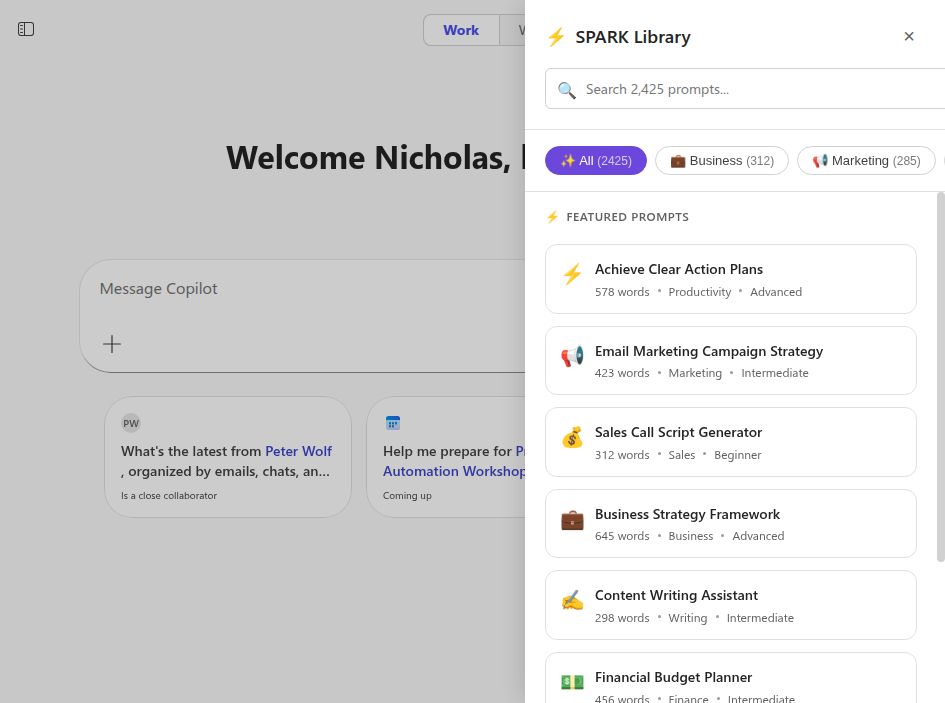 Work
Welcome Nicholas,
Message Copilot
PW
What's the latest from Peter Wolf
, organized by emails, chats, an...
Is a close collaborator
Help me prepare for
Automation Workshop
Coming up
SPARK Library
Search 2,425 prompts...
All (2425)
Business (312)
Marketing (285)
FEATURED PROMPTS
Achieve Clear Action Plans
578 words • Productivity • Advanced
Email Marketing Campaign Strategy
423 words • Marketing • Intermediate
Sales Call Script Generator
312 words • Sales • Beginner
Business Strategy Framework
645 words • Business • Advanced
Content Writing Assistant
298 words • Writing • Intermediate
Financial Budget Planner
456 words • Finance • Intermediate